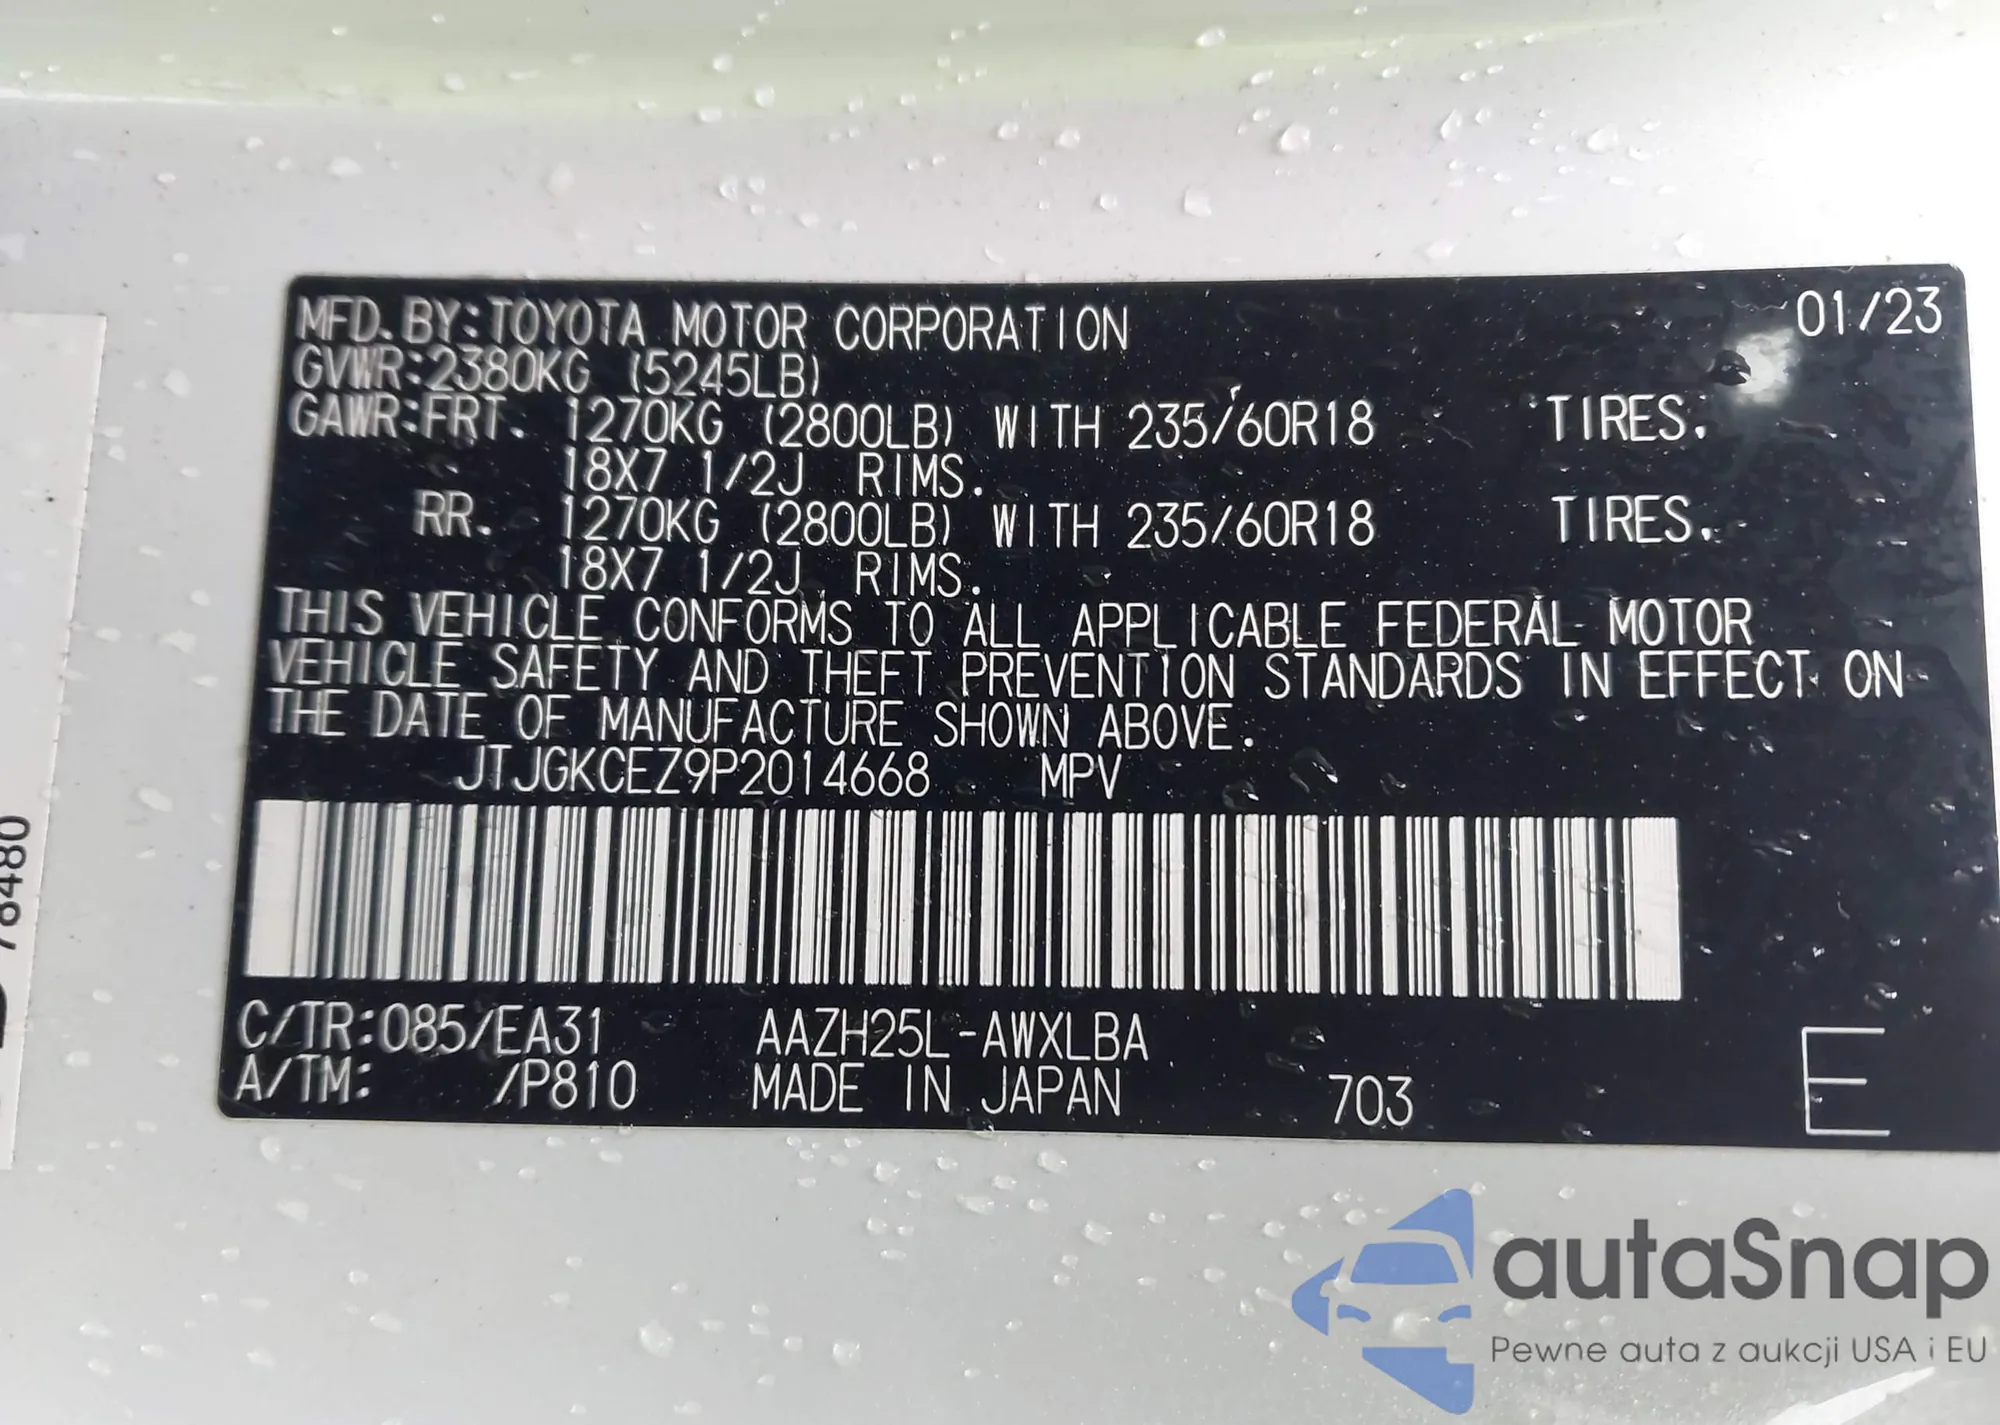 MFD. BY: TOYOTA MOTOR CORPORATION 01/23
GVWR: 2380KG (5245LB)
GAWR: FRT. 1270KG (2800LB) WITH 235/60R18 TIRES.
18X7 1/2J RIMS.
RR. 1270KG (2800LB) WITH 235/60R18 TIRES.
18X7 1/2J RIMS.
THIS VEHICLE CONFORMS TO ALL APPLICABLE FEDERAL MOTOR
VEHICLE SAFETY AND THEFT PREVENTION STANDARDS IN EFFECT ON
THE DATE OF MANUFACTURE SHOWN ABOVE.
JTJGKCEZ9P2014668 MPV
C/TR: 085/EA31 AAZH25L-AWXLBA
A/TM: /P810 MADE IN JAPAN 703 E
78480
autaSnap
Pewne auta z aukcji USA i EU